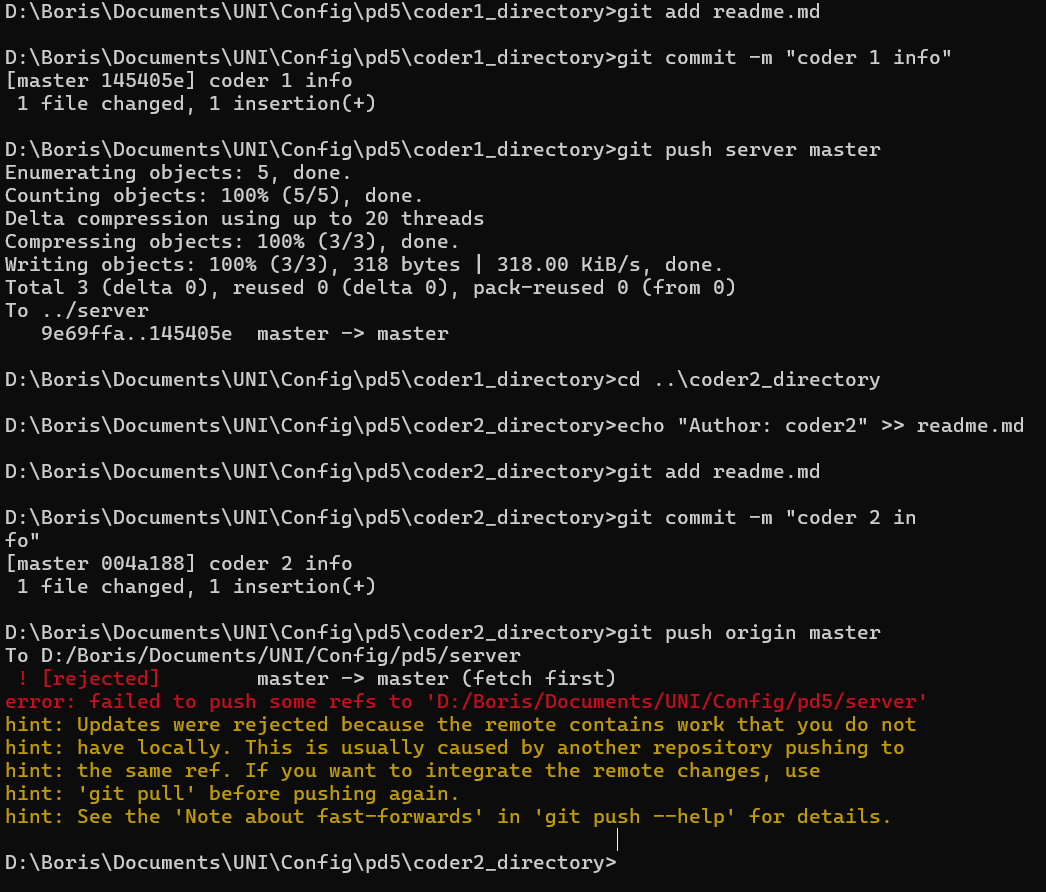 D:\Boris\Documents\UNI\Config\pd5\coder1_directory>git add readme.md
D:\Boris\Documents\UNI\Config\pd5\coder1_directory>git commit -m "coder 1 info"
[master 145405e] coder 1 info
 1 file changed, 1 insertion(+)
D:\Boris\Documents\UNI\Config\pd5\coder1_directory>git push server master
Enumerating objects: 5, done.
Counting objects: 100% (5/5), done.
Delta compression using up to 20 threads
Compressing objects: 100% (3/3), done.
Writing objects: 100% (3/3), 318 bytes | 318.00 KiB/s, done.
Total 3 (delta 0), reused 0 (delta 0), pack-reused 0 (from 0)
To ../server
   9e69ffa..145405e  master -> master
D:\Boris\Documents\UNI\Config\pd5\coder1_directory>cd ..\coder2_directory
D:\Boris\Documents\UNI\Config\pd5\coder2_directory>echo "Author: coder2" >> readme.md
D:\Boris\Documents\UNI\Config\pd5\coder2_directory>git add readme.md
D:\Boris\Documents\UNI\Config\pd5\coder2_directory>git commit -m "coder 2 in
fo"
[master 004a188] coder 2 info
 1 file changed, 1 insertion(+)
D:\Boris\Documents\UNI\Config\pd5\coder2_directory>git push origin master
To D:/Boris/Documents/UNI/Config/pd5/server
 ! [rejected]        master -> master (fetch first)
error: failed to push some refs to 'D:/Boris/Documents/UNI/Config/pd5/server'
hint: Updates were rejected because the remote contains work that you do not
hint: have locally. This is usually caused by another repository pushing to
hint: the same ref. If you want to integrate the remote changes, use
hint: 'git pull' before pushing again.
hint: See the 'Note about fast-forwards' in 'git push --help' for details.
D:\Boris\Documents\UNI\Config\pd5\coder2_directory>